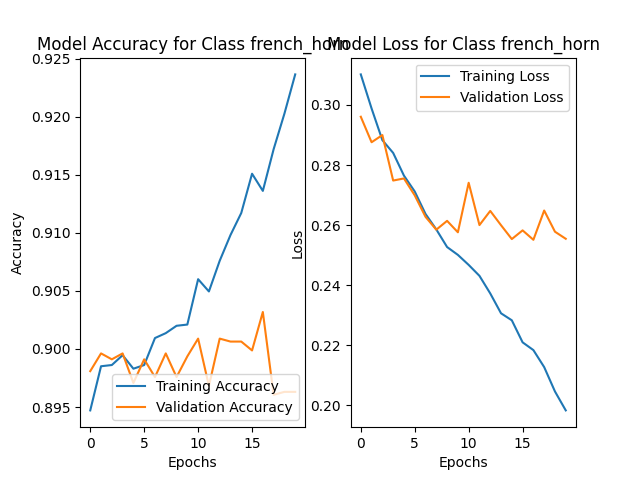 Model Accuracy for Class french_horn
Model Loss for Class french_horn
0.925
0.920
0.915
0.910
0.905
0.900
0.895
Accuracy
0
5
10
15
Epochs
Training Accuracy
Validation Accuracy
0.30
0.28
0.26
0.24
0.22
0.20
Loss
0
5
10
15
Epochs
Training Loss
Validation Loss